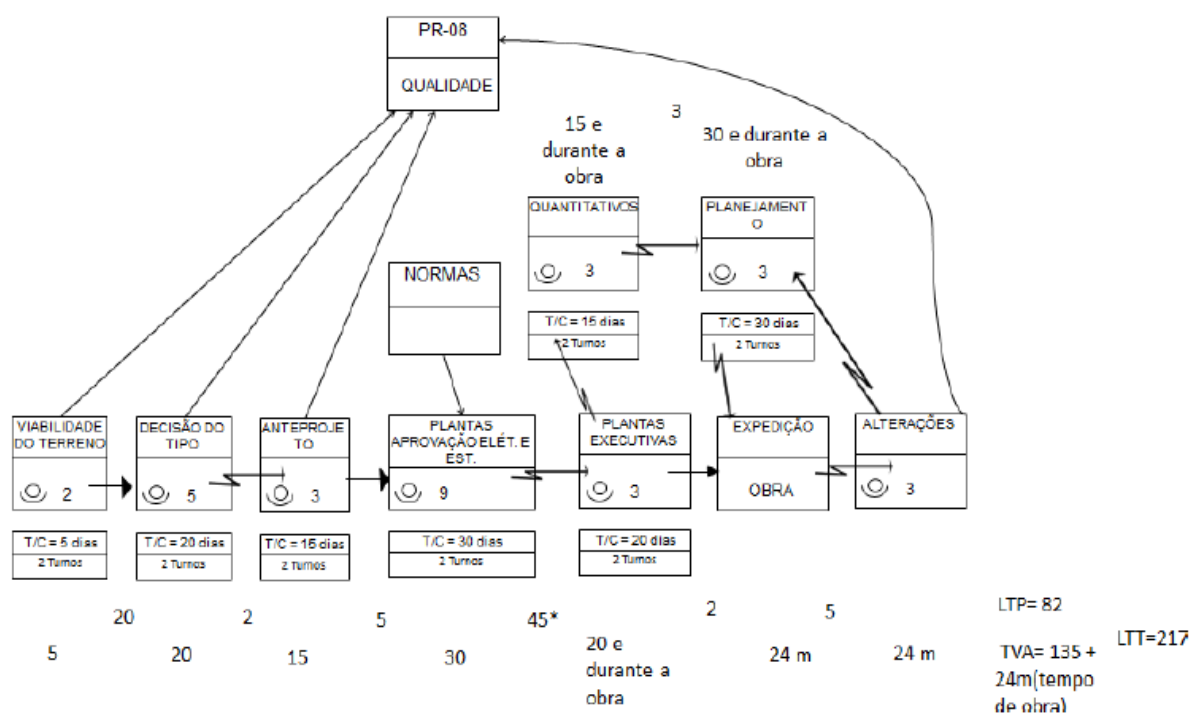 PR-08
QUALIDADE
15 e
durante a
obra
3
30 e durante a
obra
QUANTITATIVOS
3
PLANEJAMENT
O
3
NORMAS
T/C = 15 dias
2 Turnos
T/C = 30 dias
2 Turnos
VIABILIDADE
DO TERRENO
2
DECISÃO DO
TIPO
5
ANTEPROJE
TO
3
PLANTAS
APROVAÇÃO ELÉT. E
EST.
9
PLANTAS
EXECUTIVAS
3
EXPEDIÇÃO
OBRA
ALTERAÇÕES
3
T/C = 5 dias
2 Turnos
T/C = 20 dias
2 Turnos
T/C = 15 dias
2 Turnos
T/C = 30 dias
2 Turnos
T/C = 20 dias
2 Turnos
20
2
5
45*
2
5
LTP= 82
5
20
15
30
20 e
durante a
obra
24 m
24 m
TVA= 135 +
24m(tempo
de obra)
LTT=217